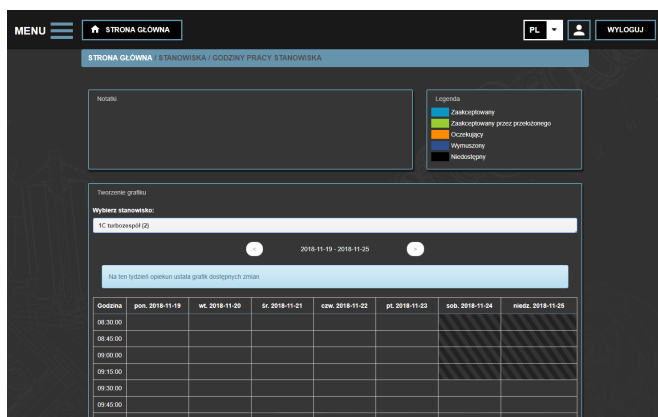 MENU STRONA GŁÓWNA PL WYLOGUJ
STRONA GŁÓWNA / STANOWISKA / GODZINY PRACY STANOWISKA
Notatki
Legenda
Zaakceptowany
Zaakceptowany przez przełożonego
Oczekujący
Wymuszony
Niedostępny
Tworzenie grafiku
Wybierz stanowisko:
1C turbozespół (2)
< 2018-11-19 - 2018-11-25 >
Na ten tydzień opiekun ustala grafik dostępnych zmian
Godzina pon. 2018-11-19 wt. 2018-11-20 śr. 2018-11-21 czw. 2018-11-22 pt. 2018-11-23 sob. 2018-11-24 niedz. 2018-11-25
08:30:00
08:45:00
09:00:00
09:15:00
09:30:00
09:45:00